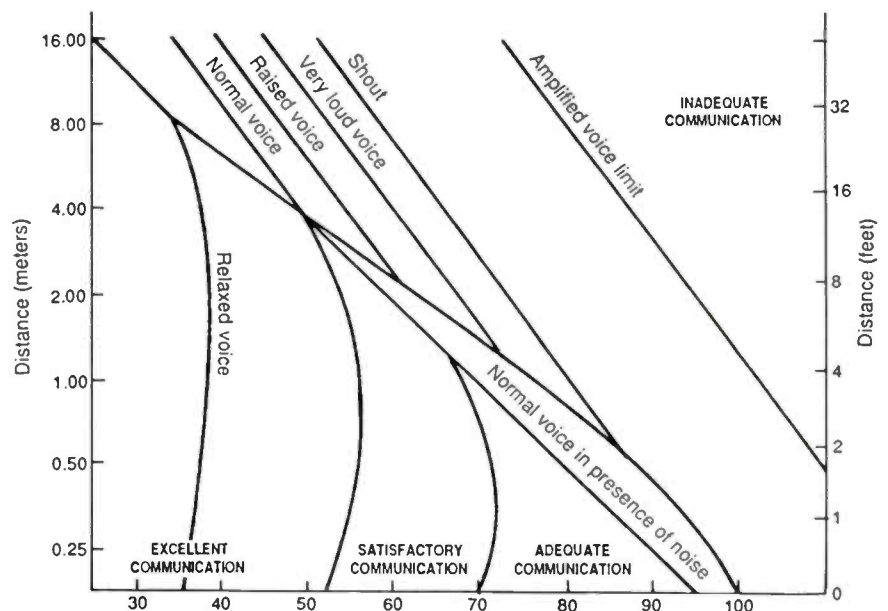 16.00
8.00
4.00
2.00
1.00
0.50
0.25
Distance (meters)
Normal voice
Raised voice
Very loud voice
Shout
Amplified voice limit
INADEQUATE
COMMUNICATION
Relaxed voice
Normal voice in presence of noise
EXCELLENT
COMMUNICATION
SATISFACTORY
COMMUNICATION
ADEQUATE
COMMUNICATION
32
16
8
4
2
1
0
Distance (feet)
30
40
50
60
70
80
90
100